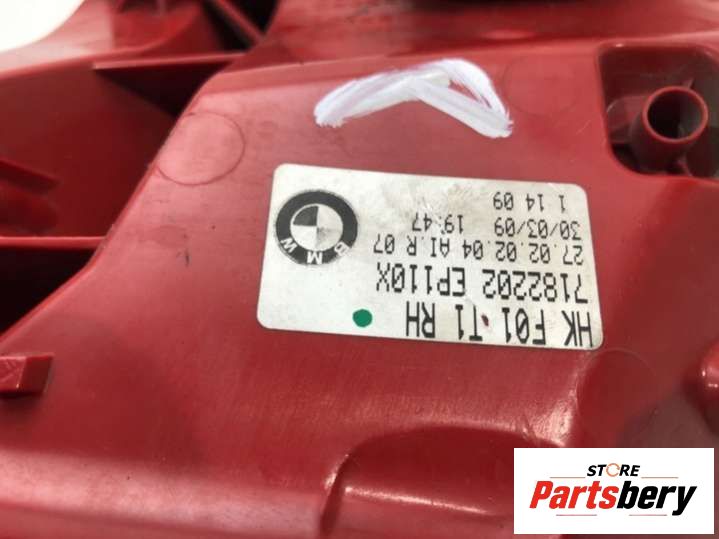 HK F01 T1 RH
7182202 EP110X
27.02.02.04 AI.R 07
30/03/09 19:47
1 14 09
BMW
STORE
Partsbery